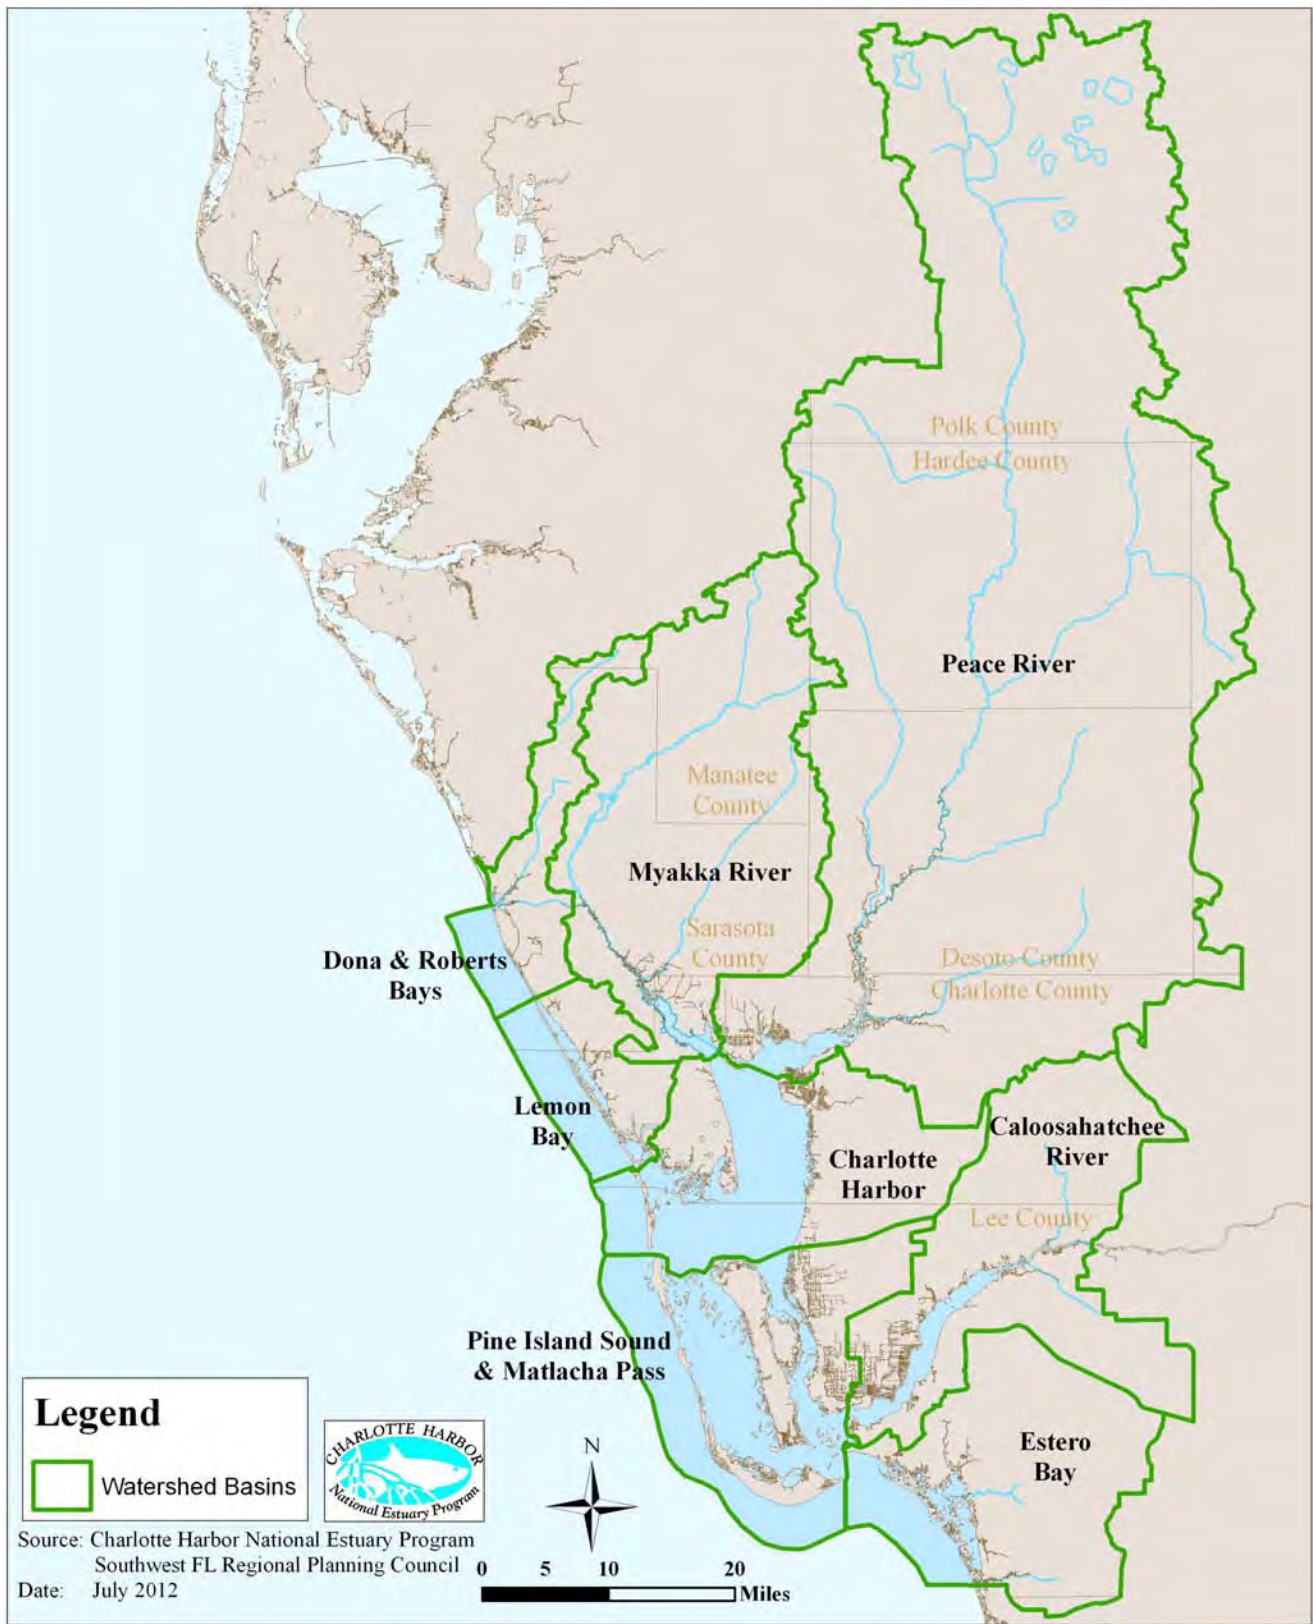 Polk County
Hardee County
Peace River
Manatee
County
Myakka River
Sarasota
County
Dona & Roberts
Bays
Desoto County
Charlotte County
Lemon
Bay
Caloosahatchee
River
Charlotte
Harbor
Lee County
Pine Island Sound
& Matlacha Pass
Estero
Bay
Legend
Watershed Basins
CHARLOTTE HARBOR
National Estuary Program
N
Source: Charlotte Harbor National Estuary Program
Southwest FL Regional Planning Council
Date: July 2012
0 5 10 20
Miles